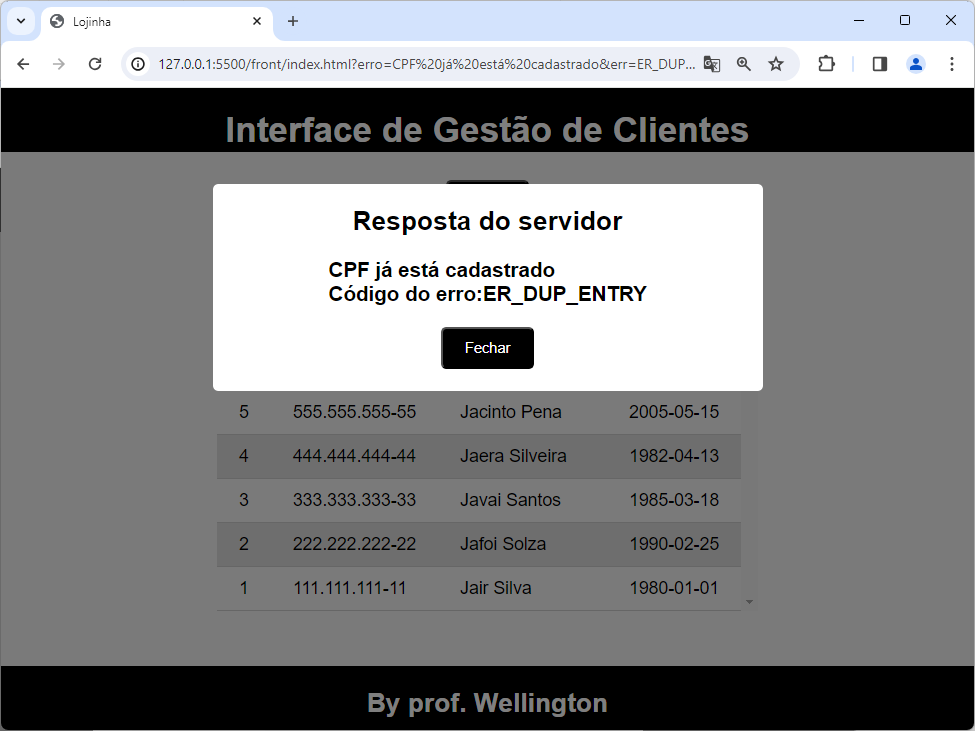 Lojinha
127.0.0.1:5500/front/index.html?erro=CPF%20já%20está%20cadastrado&err=ER_DUP...
Interface de Gestão de Clientes
Resposta do servidor
CPF já está cadastrado
Código do erro:ER_DUP_ENTRY
Fechar
5 555.555.555-55 Jacinto Pena 2005-05-15
4 444.444.444-44 Jaera Silveira 1982-04-13
3 333.333.333-33 Javai Santos 1985-03-18
2 222.222.222-22 Jafoi Solza 1990-02-25
1 111.111.111-11 Jair Silva 1980-01-01
By prof. Wellington